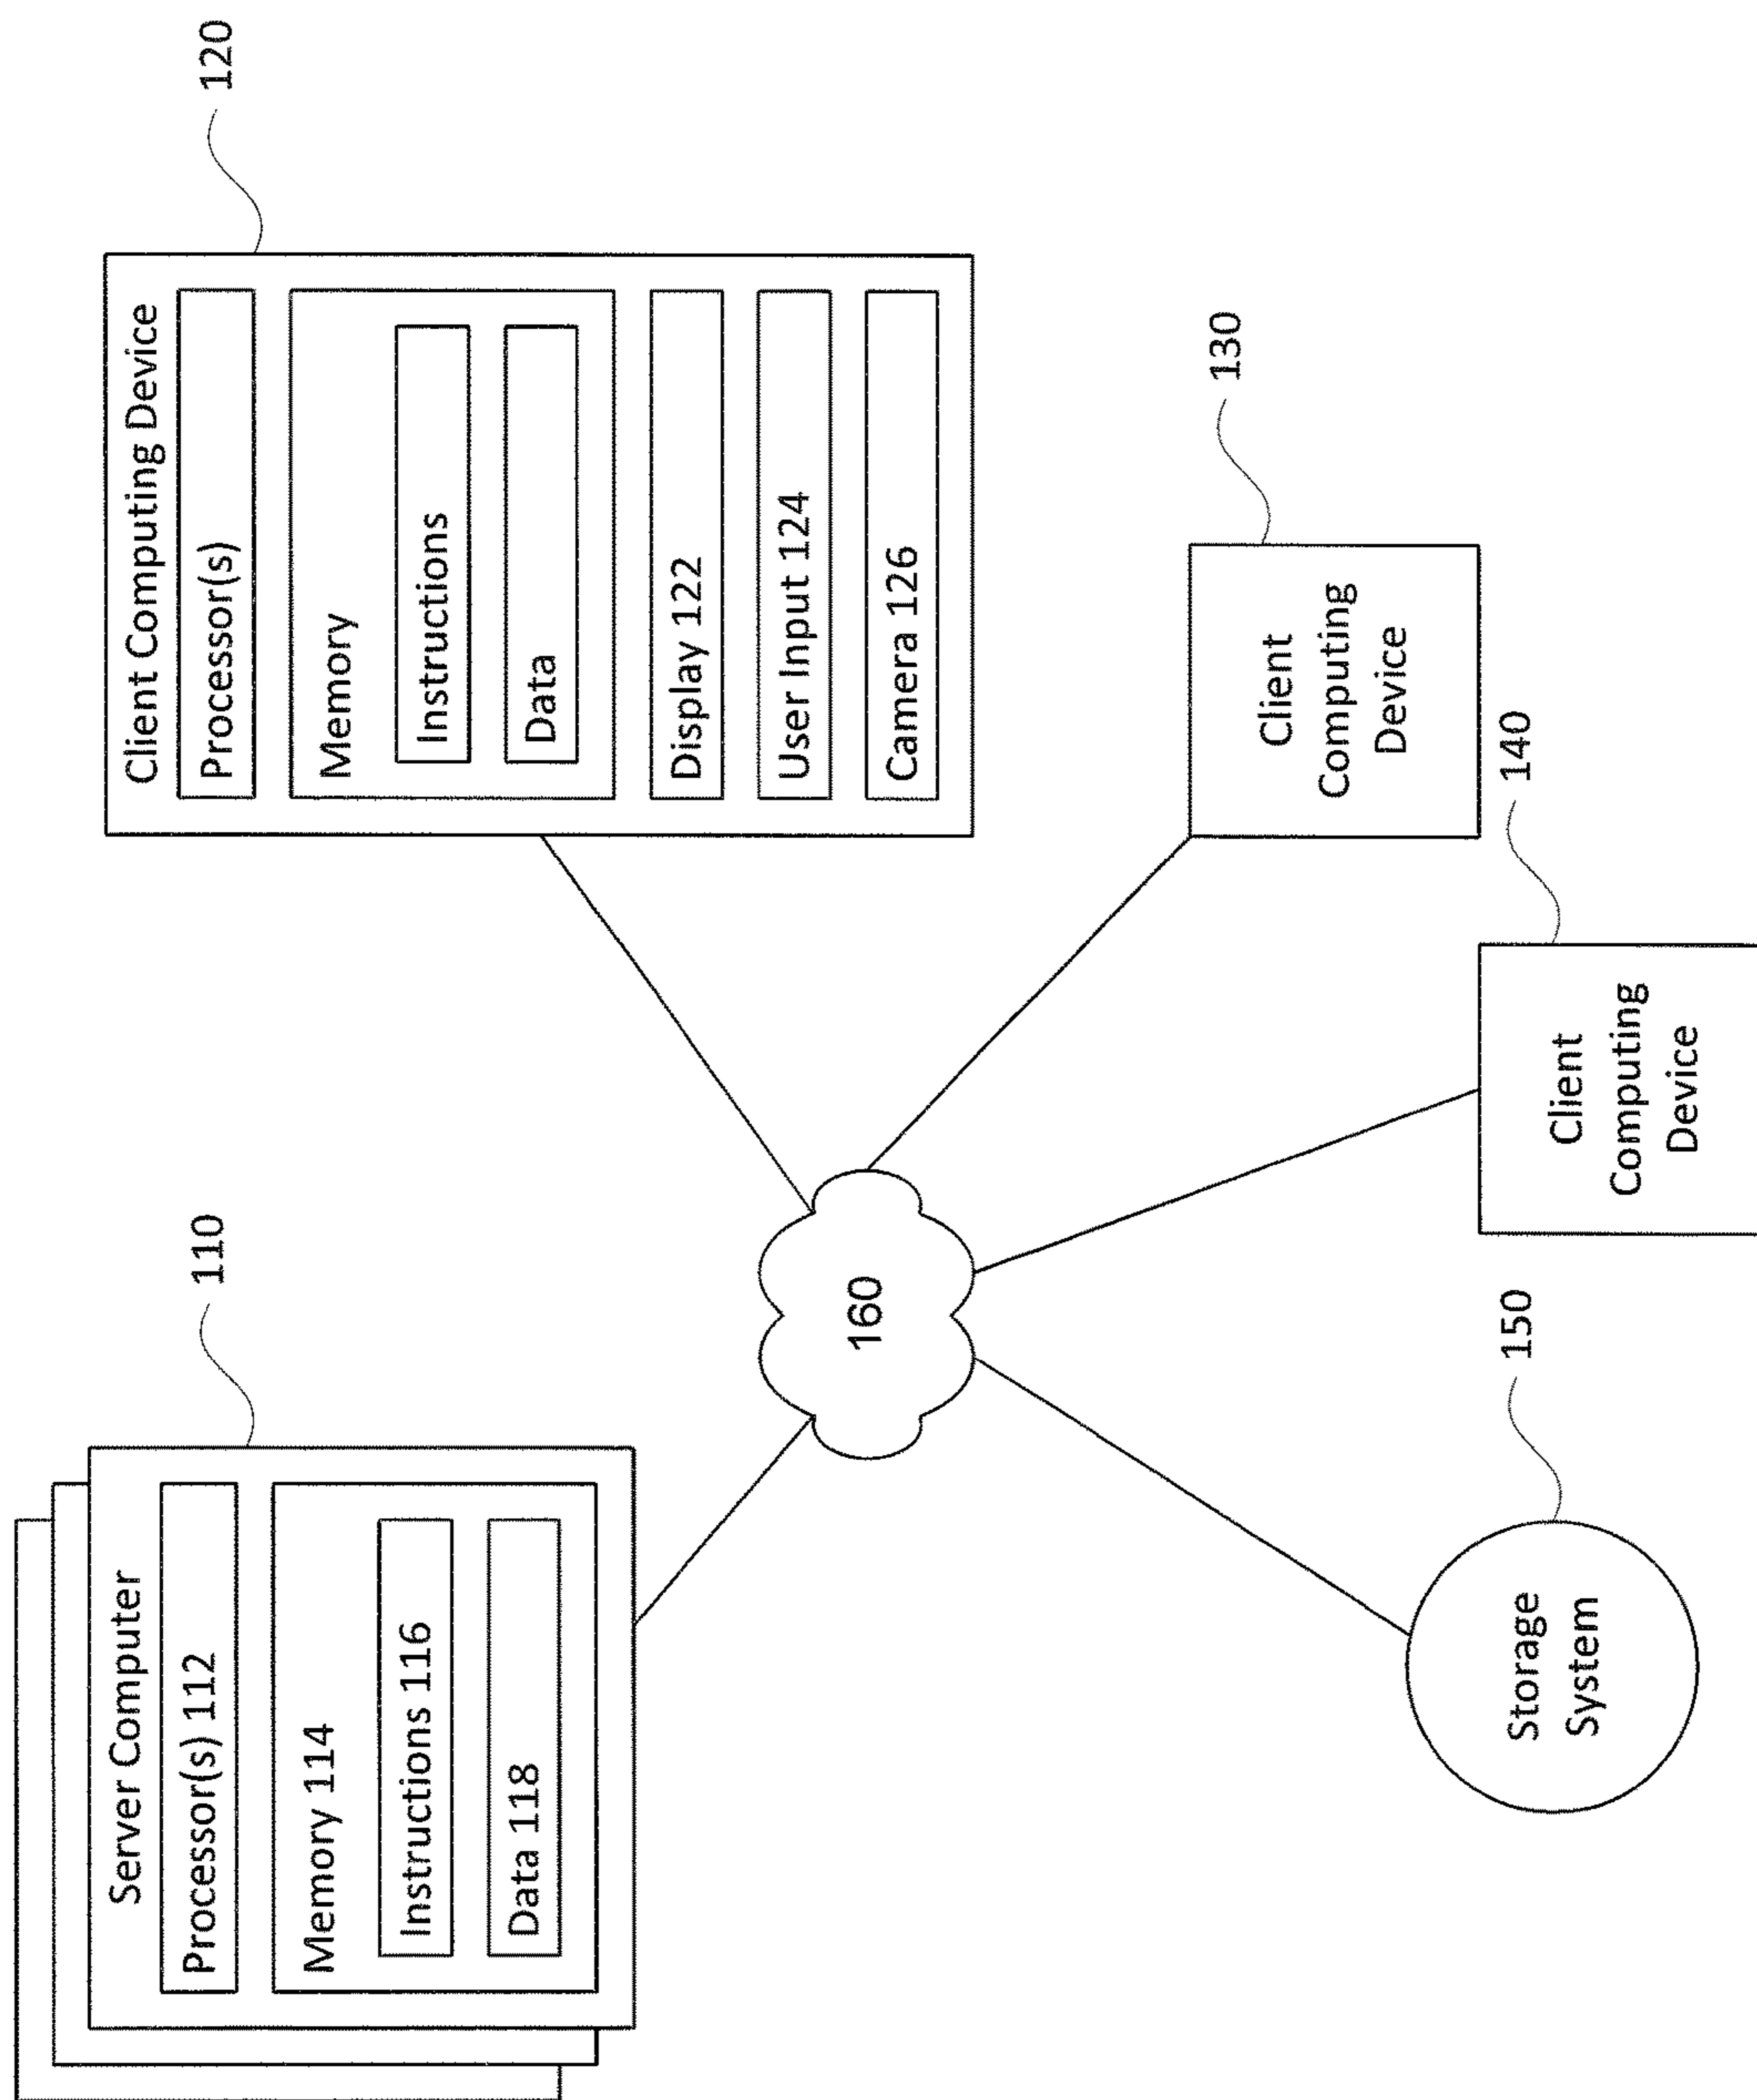 110
Server Computer
Processor(s) 112
Memory 114
Instructions 116
Data 118
120
Client Computing Device
Processor(s)
Memory
Instructions
Data
Display 122
User Input 124
Camera 126
160
130
Client
Computing
Device
140
Client
Computing
Device
150
Storage
System